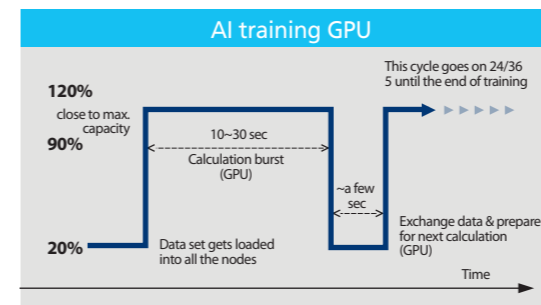 AI training GPU
This cycle goes on 24/36
5 until the end of training
120%
close to max.
capacity
90%
10~30 sec
Calculation burst
(GPU)
~a few
sec
20%
Data set gets loaded
into all the nodes
Exchange data & prepare
for next calculation
(GPU)
Time